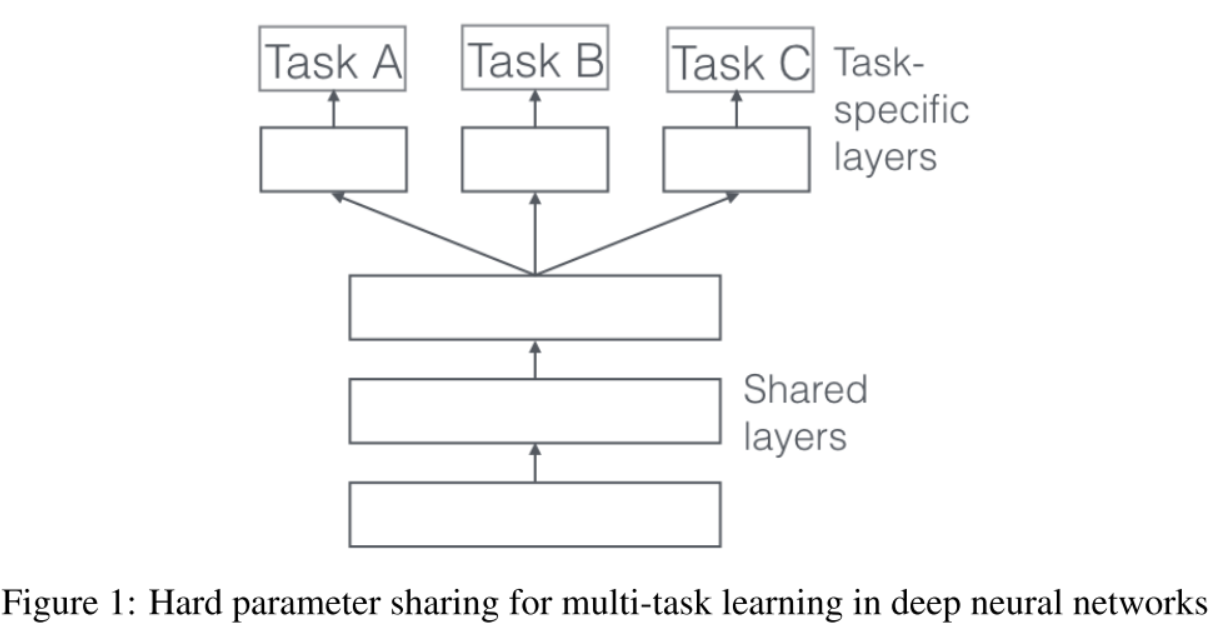 Task A
Task B
Task C
Task-
specific
layers
Shared
layers
Figure 1: Hard parameter sharing for multi-task learning in deep neural networks